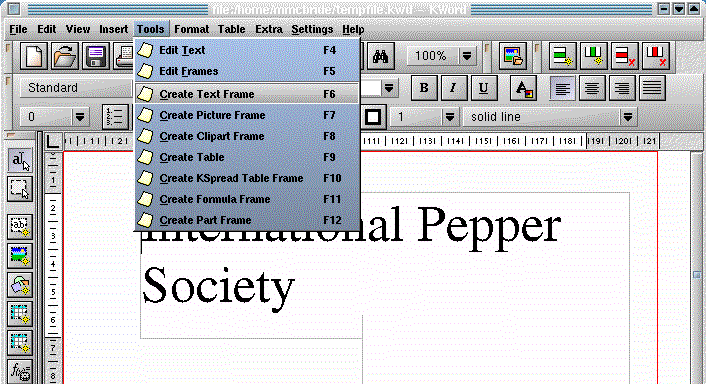 file:/home/mmcbride/tempfile.kwd - KWord
File Edit View Insert Tools Format Table Extra Settings Help
Edit Text F4
Edit Frames F5
Create Text Frame F6
Create Picture Frame F7
Create Clipart Frame F8
Create Table F9
Create KSpread Table Frame F10
Create Formula Frame F11
Create Part Frame F12
100%
Standard
B I U A
0
1 solid line
International Pepper
Society